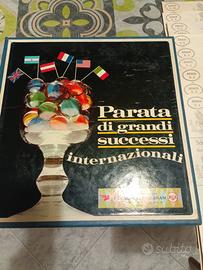 Parata
di grandi
successi
internazionali
subito